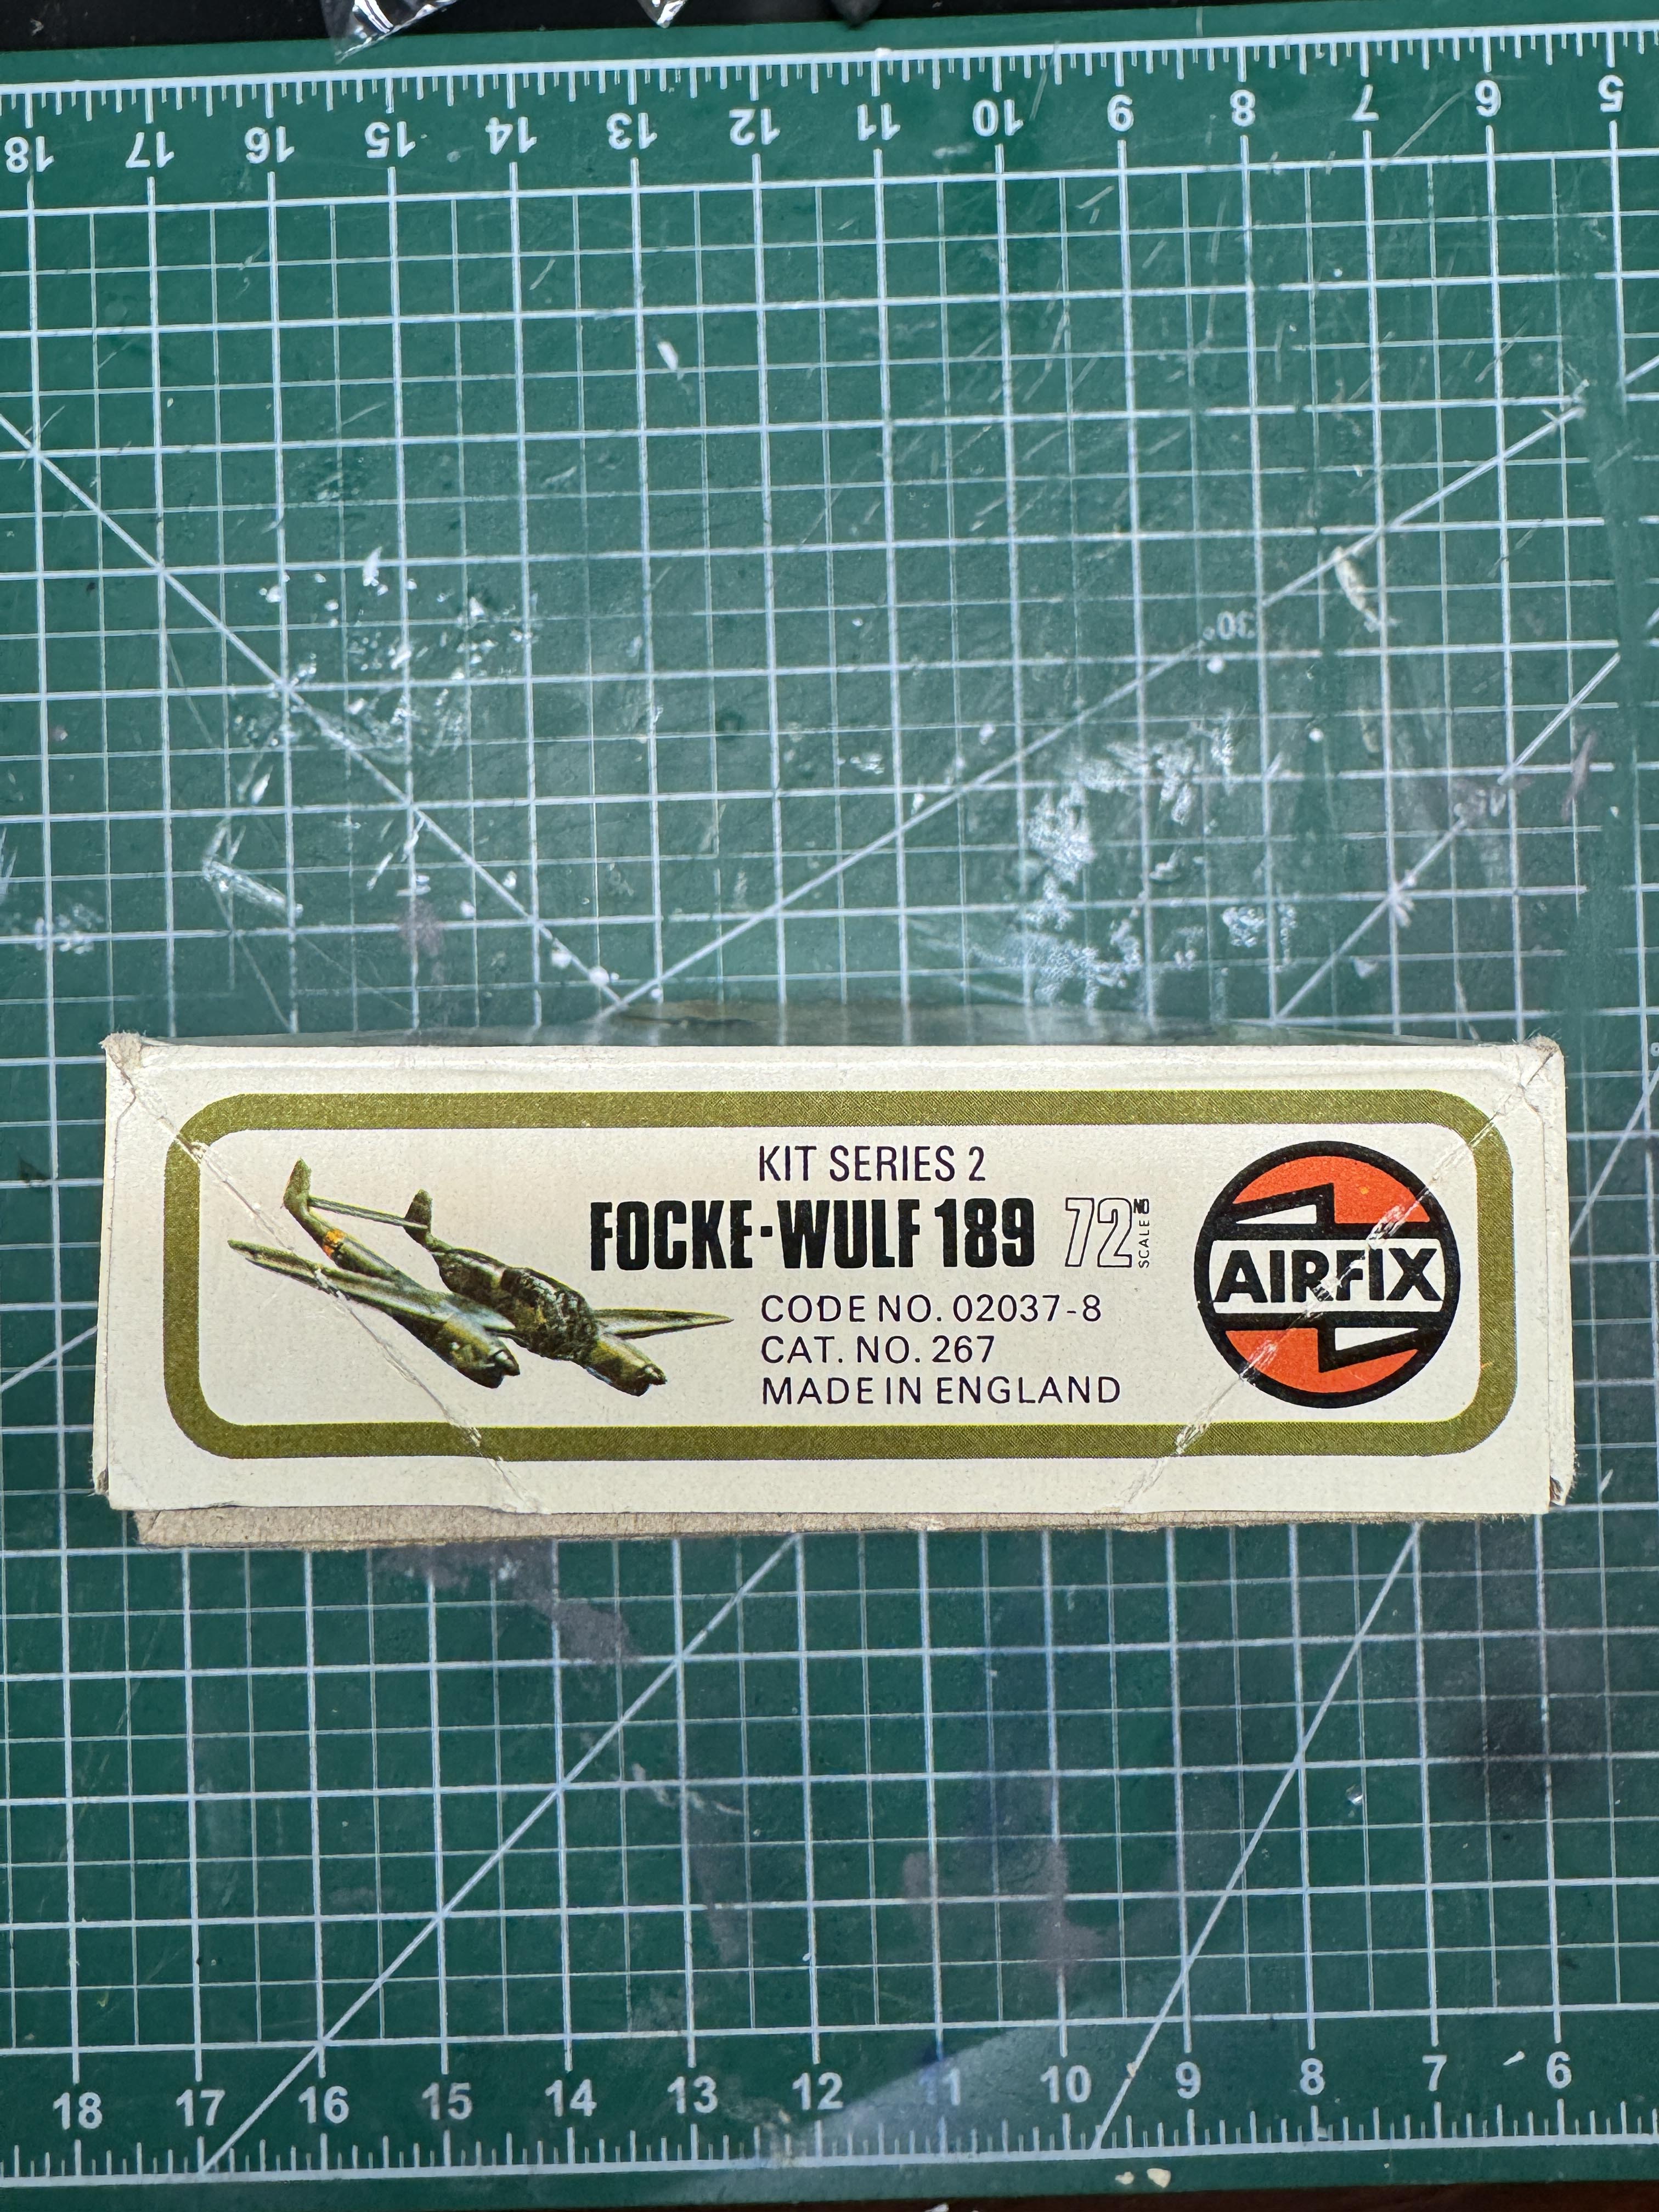 18 17 16 15 14 13 12 11 10 9 8 7 6 5
30°
KIT SERIES 2
FOCKE-WULF 189 72ND SCALE
CODE NO. 02037-8
CAT. NO. 267
MADE IN ENGLAND
AIRFIX
18 17 16 15 14 13 12 11 10 9 8 7 6